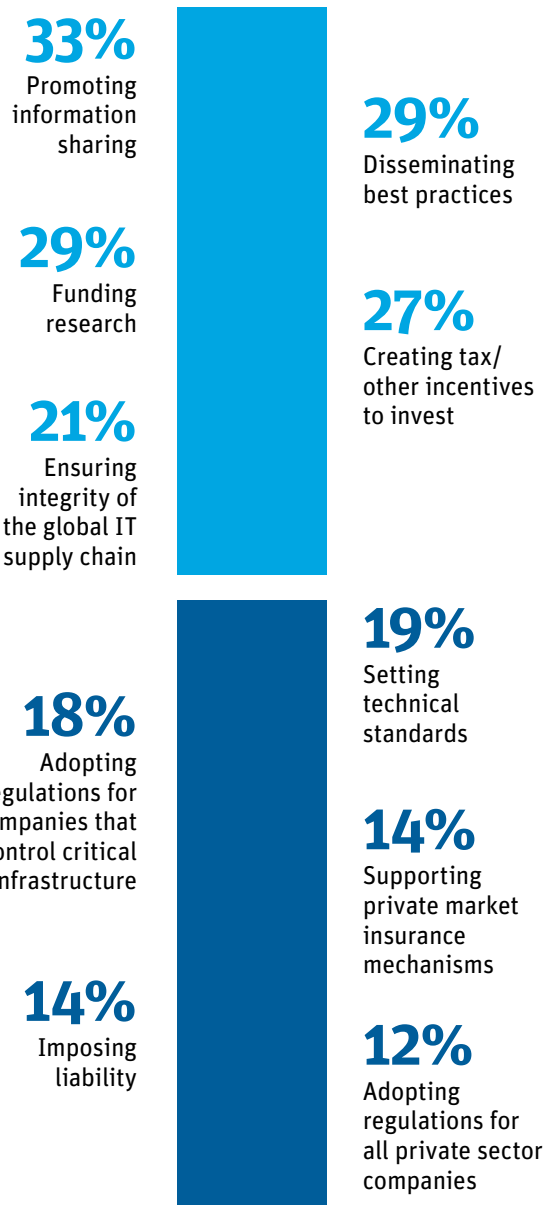 33%
Promoting
information
sharing
29%
Disseminating
best practices
29%
Funding
research
27%
Creating tax/
other incentives
to invest
21%
Ensuring
integrity of
the global IT
supply chain
19%
Setting
technical
standards
18%
Adopting
egulations for
mpanies that
ontrol critical
nfrastructure
14%
Supporting
private market
insurance
mechanisms
14%
Imposing
liability
12%
Adopting
regulations for
all private sector
companies